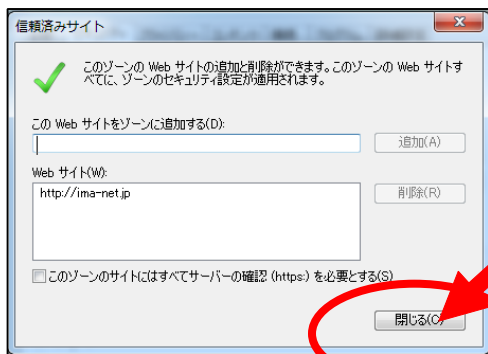 信頼済みサイト
このゾーンの Web サイトの追加と削除ができます。このゾーンの Web サイトす
べてに、ゾーンのセキュリティ設定が適用されます。
この Web サイトをゾーンに追加する(D):
追加(A)
Web サイト(W):
http://ima-net.jp
削除(R)
このゾーンのサイトにはすべてサーバーの確認 (https:) を必要とする(S)
閉じる(C)